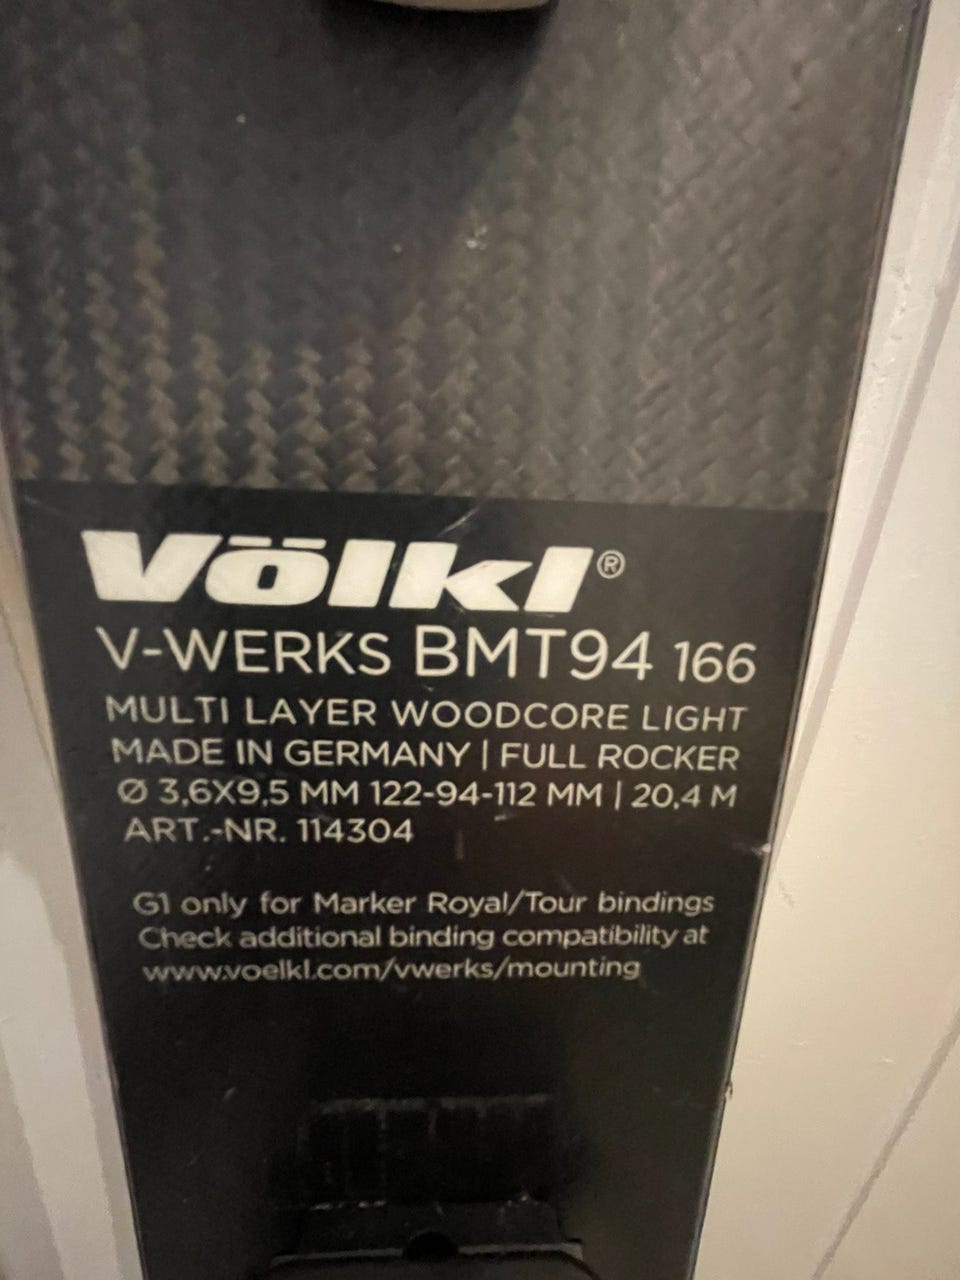 Völkl®
V-WERKS BMT94 166
MULTI LAYER WOODCORE LIGHT
MADE IN GERMANY | FULL ROCKER
Ø 3,6X9,5 MM 122-94-112 MM | 20,4 M
ART.-NR. 114304
G1 only for Marker Royal/Tour bindings
Check additional binding compatibility at
www.voelkl.com/vwerks/mounting